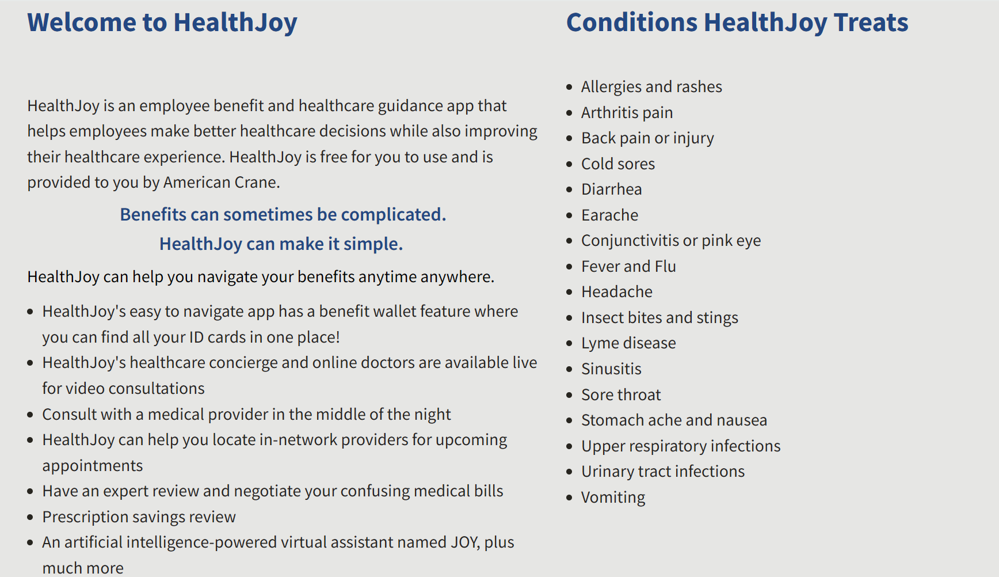 Welcome to HealthJoy
HealthJoy is an employee benefit and healthcare guidance app that
helps employees make better healthcare decisions while also improving
their healthcare experience. HealthJoy is free for you to use and is
provided to you by American Crane.
Benefits can sometimes be complicated.
HealthJoy can make it simple.
HealthJoy can help you navigate your benefits anytime anywhere.
• HealthJoy's easy to navigate app has a benefit wallet feature where
you can find all your ID cards in one place!
• HealthJoy's healthcare concierge and online doctors are available live
for video consultations
• Consult with a medical provider in the middle of the night
• HealthJoy can help you locate in-network providers for upcoming
appointments
• Have an expert review and negotiate your confusing medical bills
• Prescription savings review
• An artificial intelligence-powered virtual assistant named JOY, plus
much more
Conditions HealthJoy Treats
• Allergies and rashes
• Arthritis pain
• Back pain or injury
• Cold sores
• Diarrhea
• Earache
• Conjunctivitis or pink eye
• Fever and Flu
• Headache
• Insect bites and stings
• Lyme disease
• Sinusitis
• Sore throat
• Stomach ache and nausea
• Upper respiratory infections
• Urinary tract infections
• Vomiting